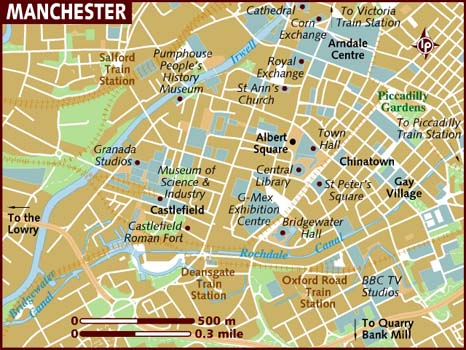 MANCHESTER
Cathedral
To Victoria
Train Station
Corn
Exchange
Arndale
Centre
Irwell
Pumphouse
People's
History
Museum
Salford
Train
Station
Royal
Exchange
St Ann's
Church
Piccadilly
Gardens
To Piccadilly
Train Station
Albert
Square
Town
Hall
Chinatown
Granada
Studios
Museum of
Science &
Industry
Central
Library
St Peter's
Square
Gay
Village
Castlefield
G-Mex
Exhibition
Centre
To the
Lowry
Castlefield
Roman Fort
Bridgewater
Hall
Rochdale
Canal
Deansgate
Train
Station
Oxford Road
Train
Station
BBC TV
Studios
Bridgewater
Canal
0
500 m
0
0.3 mile
To Quarry
Bank Mill
lp